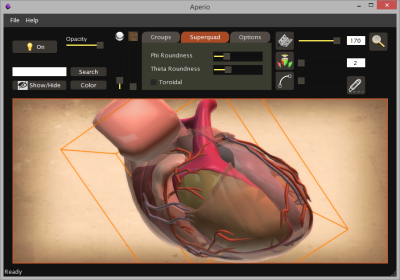 Aperio
File Help
On
Opacity
Groups Superquad Options
Phi Roundness
Theta Roundness
Toroidal
170
2
Search
Show/Hide Color
Ready